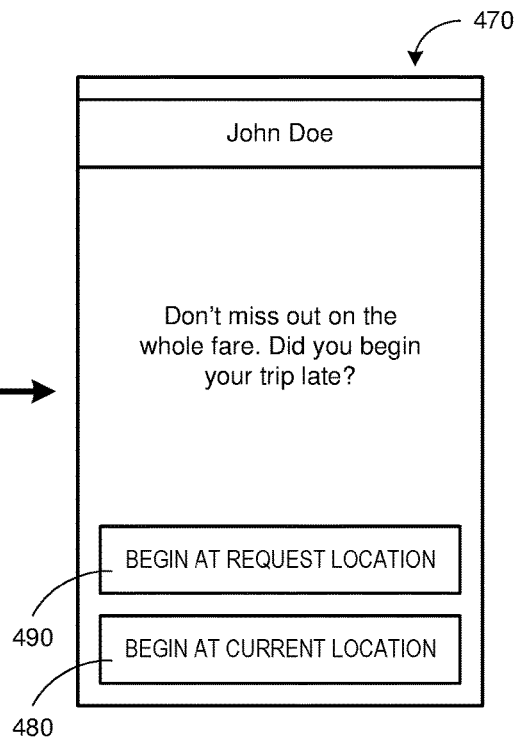 470
John Doe
Don't miss out on the
whole fare. Did you begin
your trip late?
BEGIN AT REQUEST LOCATION
490
BEGIN AT CURRENT LOCATION
480